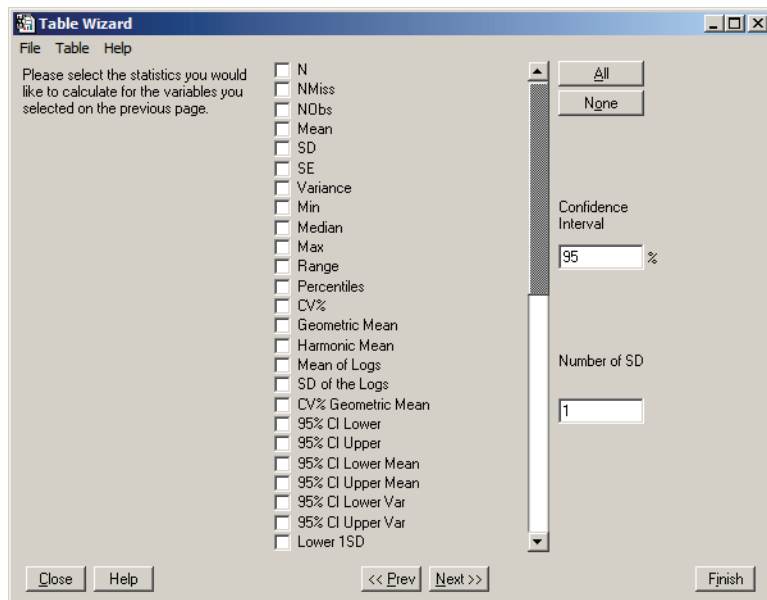 Table Wizard
File Table Help
Please select the statistics you would
like to calculate for the variables you
selected on the previous page.
N
NMiss
NObs
Mean
SD
SE
Variance
Min
Median
Max
Range
Percentiles
CV%
Geometric Mean
Harmonic Mean
Mean of Logs
SD of the Logs
CV% Geometric Mean
95% CI Lower
95% CI Upper
95% CI Lower Mean
95% CI Upper Mean
95% CI Lower Var
95% CI Upper Var
Lower 1SD
All
None
Confidence
Interval
95 %
Number of SD
1
Close
Help
<< Prev
Next >>
Finish